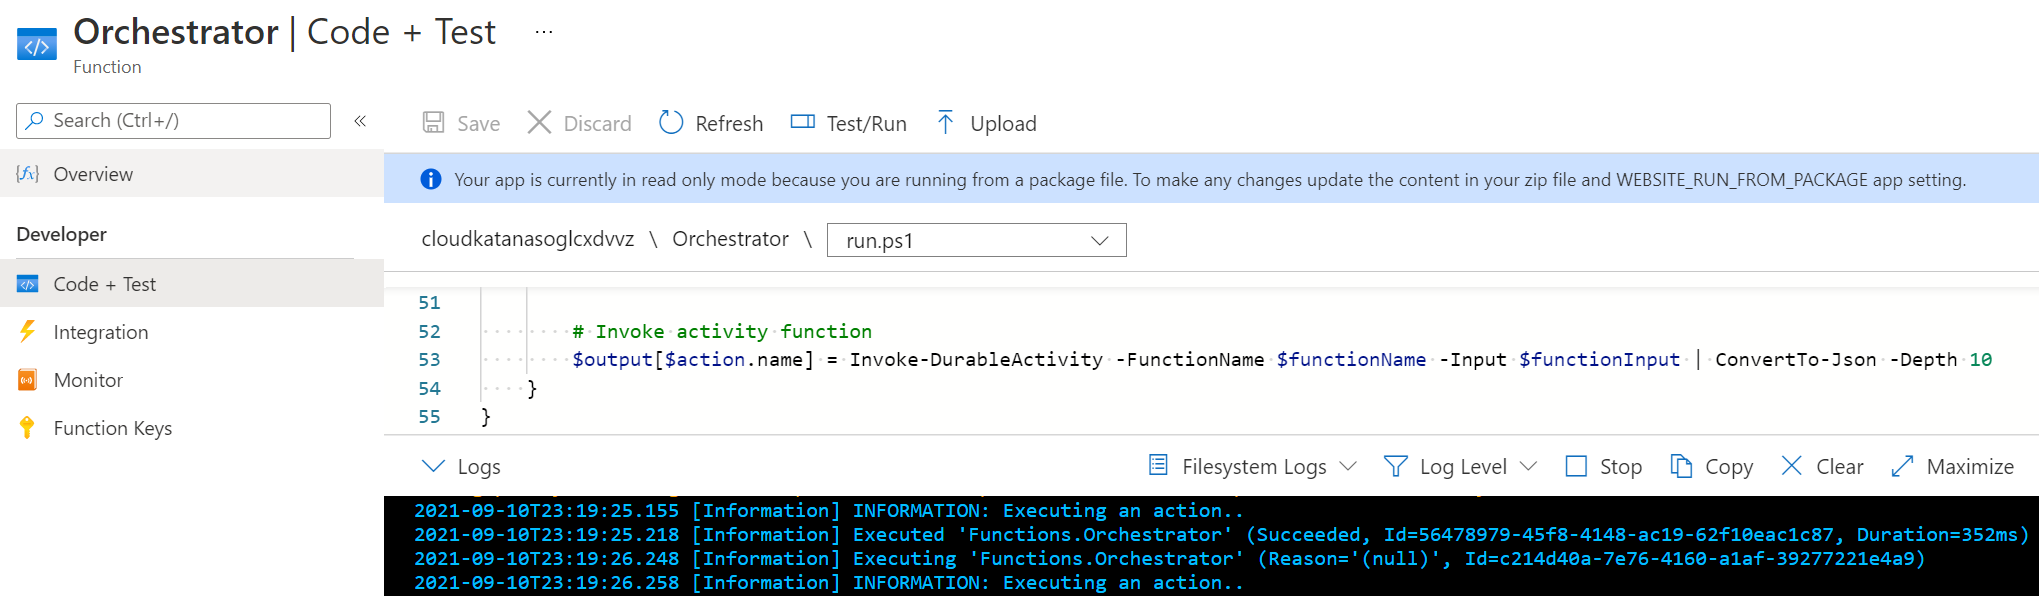 Orchestrator | Code + Test ...
Function
Search (Ctrl+/)
«
Save
Discard
Refresh
Test/Run
Upload
Overview
Your app is currently in read only mode because you are running from a package file. To make any changes update the content in your zip file and WEBSITE_RUN_FROM_PACKAGE app setting.
Developer
cloudkatanasoglcxdvvz \ Orchestrator \ run.ps1
Code + Test
Integration
Monitor
Function Keys
51
52 # Invoke activity function
53 $output[$action.name] = Invoke-DurableActivity -FunctionName $functionName -Input $functionInput | ConvertTo-Json -Depth 10
54 }
55 }
Logs
Filesystem Logs
Log Level
Stop
Copy
Clear
Maximize
2021-09-10T23:19:25.155 [Information] INFORMATION: Executing an action..
2021-09-10T23:19:25.218 [Information] Executed 'Functions.Orchestrator' (Succeeded, Id=56478979-45f8-4148-ac19-62f10eac1c87, Duration=352ms)
2021-09-10T23:19:26.248 [Information] Executing 'Functions.Orchestrator' (Reason='(null)', Id=c214d40a-7e76-4160-a1af-39277221e4a9)
2021-09-10T23:19:26.258 [Information] INFORMATION: Executing an action..